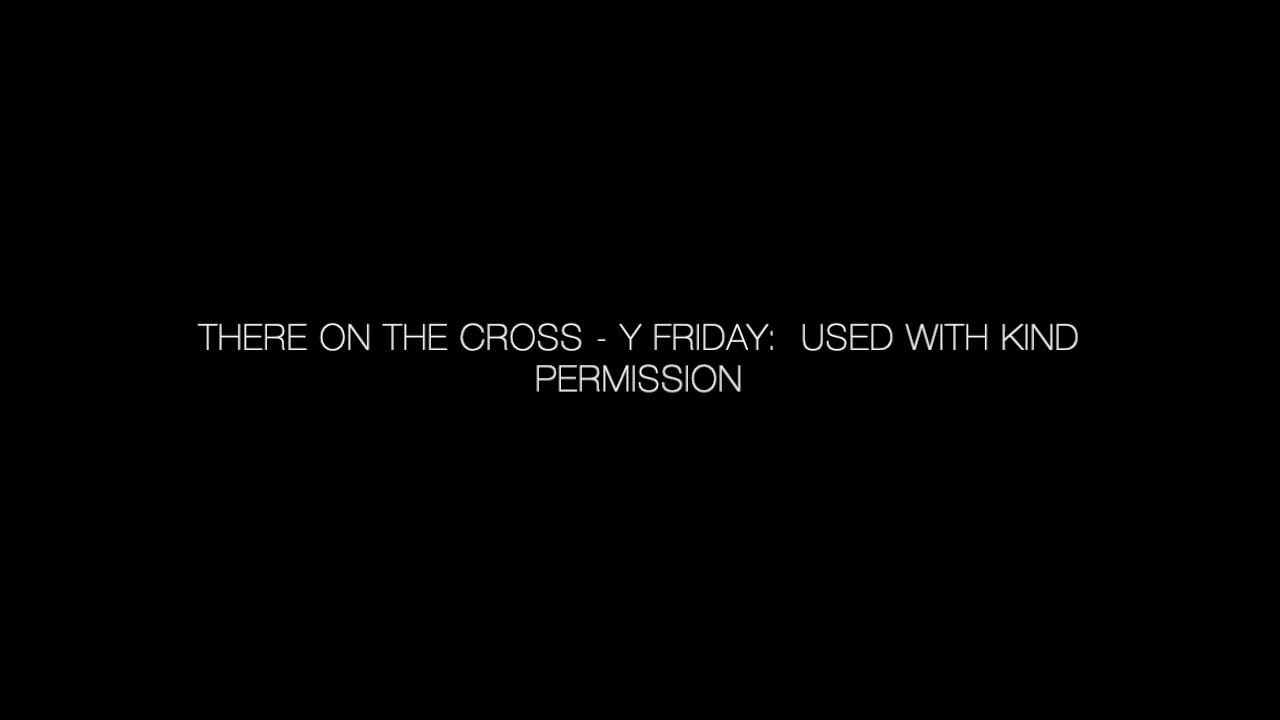 THERE ON THE CROSS - Y FRIDAY:  USED WITH KIND
PERMISSION